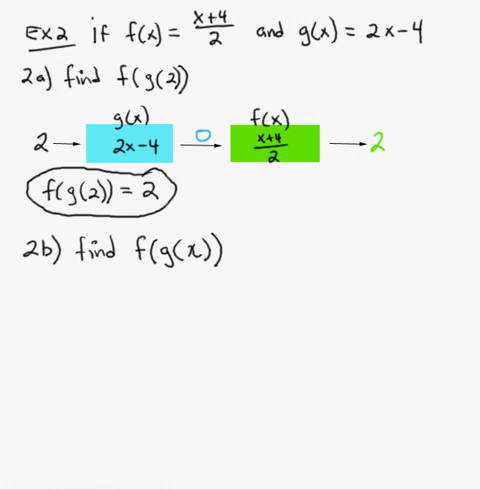 Ex2 if f(x) = x+4/2 and g(x) = 2x-4
2a) find f(g(2))
g(x) f(x)
2 → 2x-4 0 → x+4/2 → 2
f(g(2)) = 2
2b) find f(g(x))